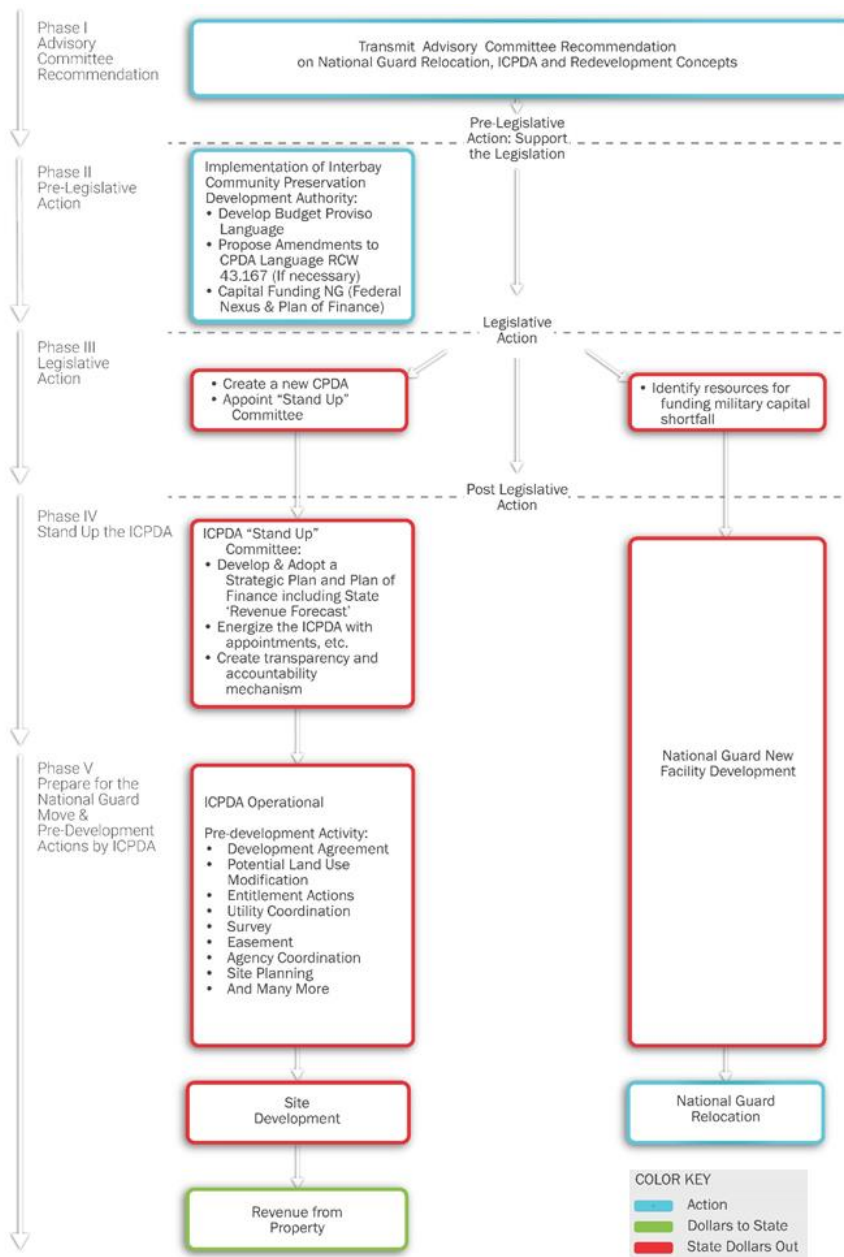 Phase I
Advisory
Committee
Recommendation
Transmit Advisory Committee Recommendation
on National Guard Relocation, ICPDA and Redevelopment Concepts
Pre-Legislative
Action: Support
the Legislation
Phase II
Pre-Legislative
Action
Implementation of Interbay
Community Preservation
Development Authority:
• Develop Budget Proviso
Language
• Propose Amendments to
CPDA Language RCW
43.167 (If necessary)
• Capital Funding NG (Federal
Nexus & Plan of Finance)
Legislative
Action
Phase III
Legislative
Action
• Create a new CPDA
• Appoint “Stand Up”
Committee
• Identify resources for
funding military capital
shortfall
Post Legislative
Action
Phase IV
Stand Up the ICPDA
ICPDA “Stand Up”
Committee:
• Develop & Adopt a
Strategic Plan and Plan of
Finance including State
‘Revenue Forecast’
• Energize the ICPDA with
appointments, etc.
• Create transparency and
accountability
mechanism
National Guard New
Facility Development
Phase V
Prepare for the
National Guard
Move &
Pre-Development
Actions by ICPDA
ICPDA Operational
Pre-development Activity:
• Development Agreement
• Potential Land Use
Modification
• Entitlement Actions
• Utility Coordination
• Survey
• Easement
• Agency Coordination
• Site Planning
• And Many More
Site
Development
National Guard
Relocation
Revenue from
Property
COLOR KEY
Action
Dollars to State
State Dollars Out